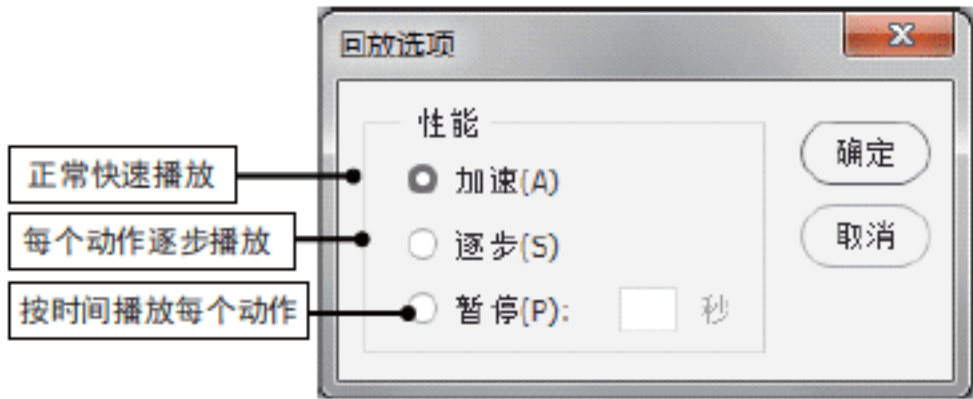 回放选项
性能
正常快速播放
加速(A)
确定
每个动作逐步播放
逐步(S)
取消
按时间播放每个动作
暂停(P):
秒